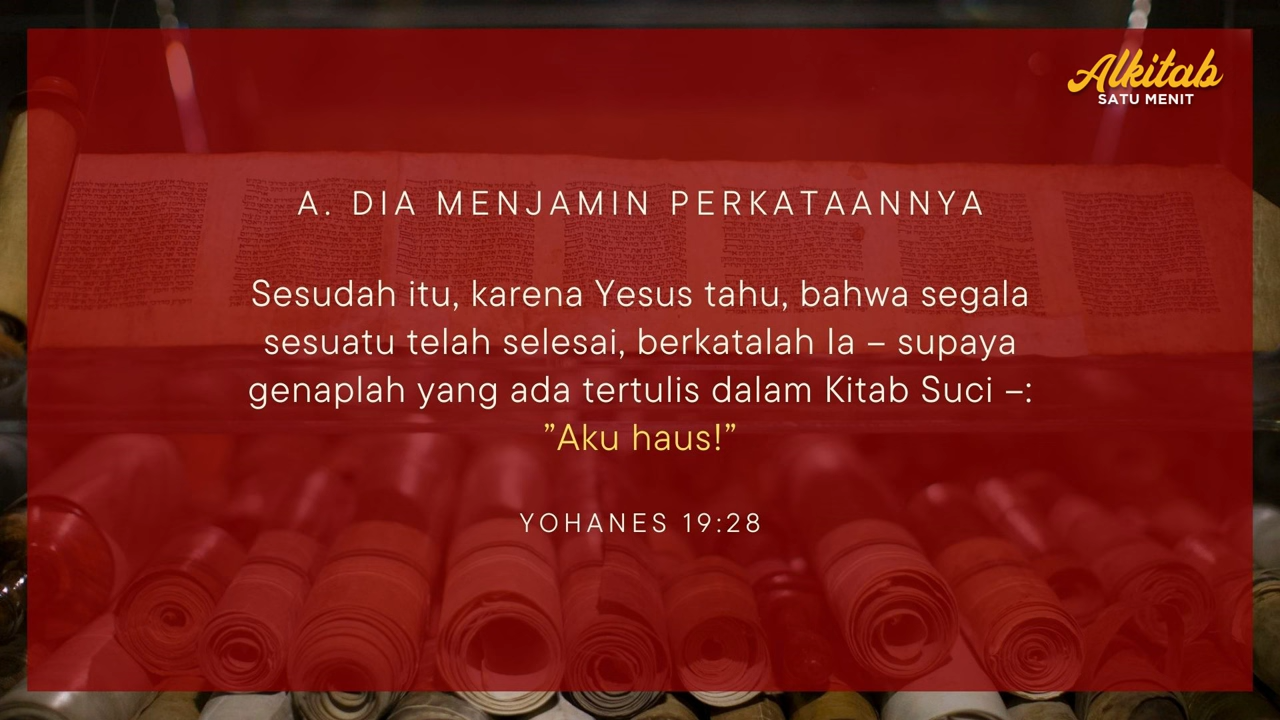 Alkitab
SATU MENIT
A. DIA MENJAMIN PERKATAANNYA
Sesudah itu, karena Yesus tahu, bahwa segala
sesuatu telah selesai, berkatalah Ia – supaya
genaplah yang ada tertulis dalam Kitab Suci –:
”Aku haus!”
YOHANES 19:28